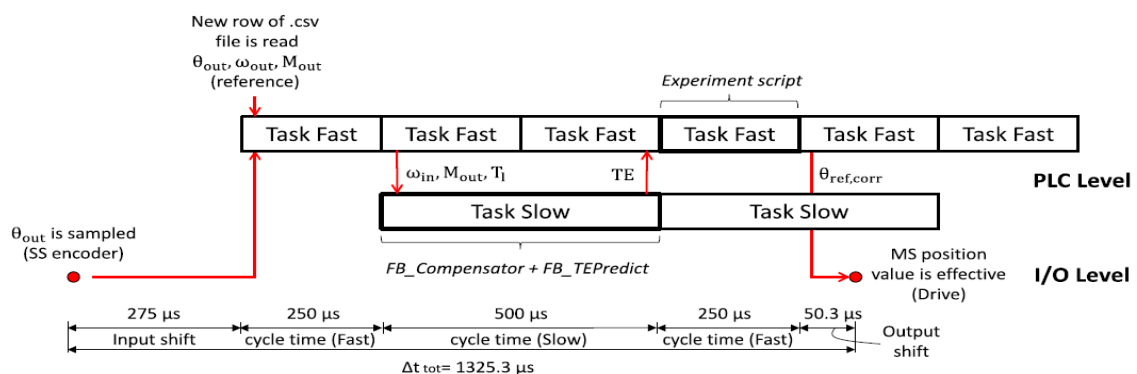 New row of .csv
file is read
θout, ωout, Mout
(reference)
Experiment script
Task Fast Task Fast Task Fast Task Fast Task Fast Task Fast
ωin, Mout, Tl
TE
θref,corr
PLC Level
Task Slow Task Slow
θout is sampled
(SS encoder)
FB_Compensator + FB_TEPredict
MS position
value is effective
(Drive)
I/O Level
275 µs 250 µs 500 µs 250 µs 50.3 µs
Input shift cycle time (Fast) cycle time (Slow) cycle time (Fast) Output
shift
Δt tot= 1325.3 µs